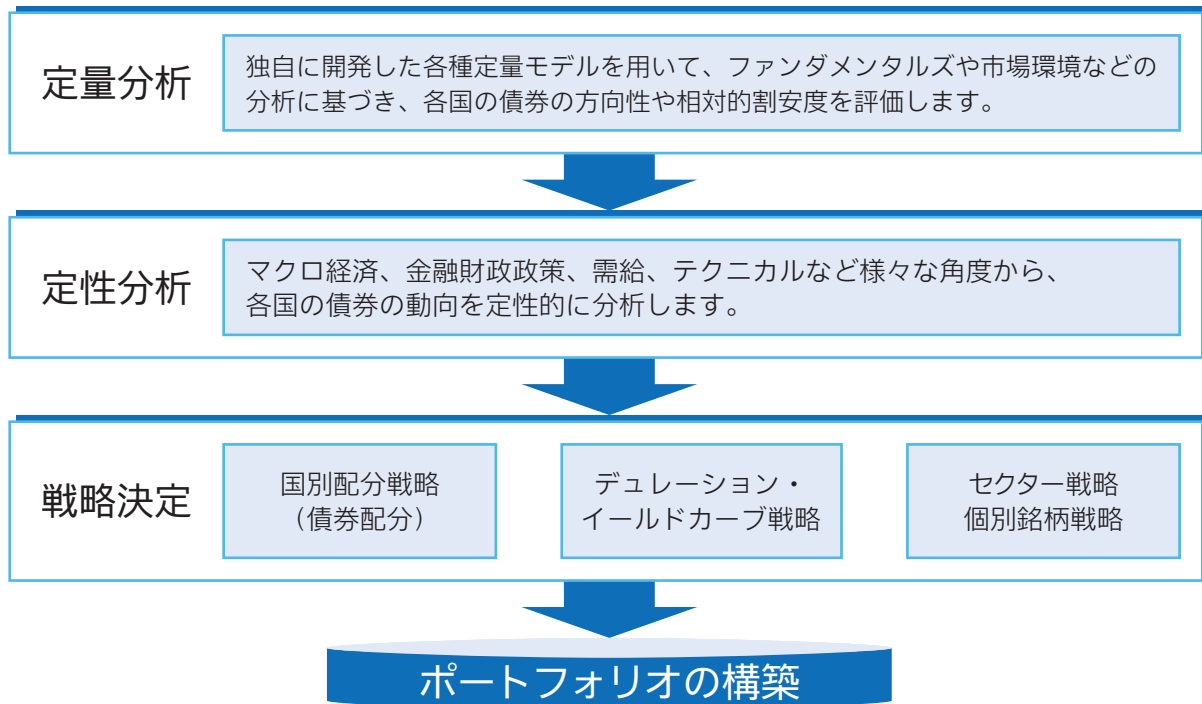 定量分析
独自に開発した各種定量モデルを用いて、ファンダメンタルズや市場環境などの
分析に基づき、各国の債券の方向性や相対的割安度を評価します。
定性分析
マクロ経済、金融財政政策、需給、テクニカルなど様々な角度から、
各国の債券の動向を定性的に分析します。
戦略決定
国別配分戦略
（債券配分）
デュレーション・
イールドカーブ戦略
セクター戦略
個別銘柄戦略
ポートフォリオの構築